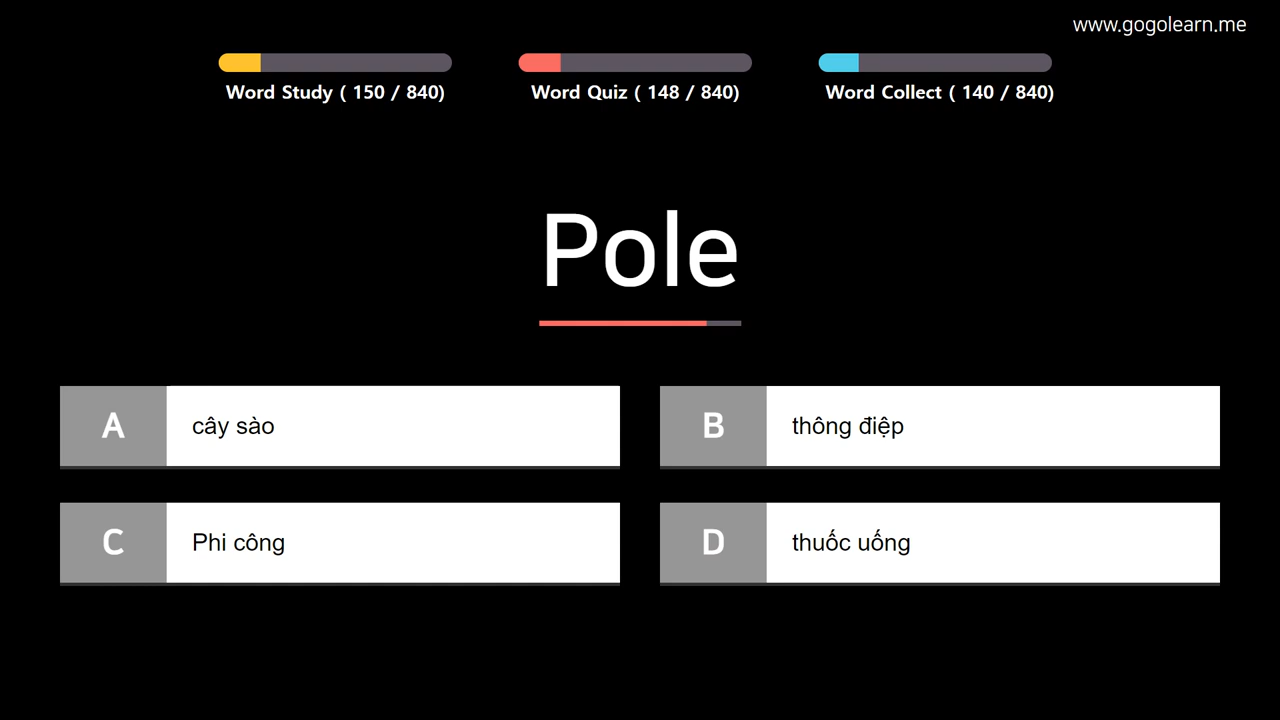 www.gogolearn.me
Word Study ( 150 / 840)
Word Quiz ( 148 / 840)
Word Collect ( 140 / 840)
Pole
A
cây sào
B
thông điệp
C
Phi công
D
thuốc uống